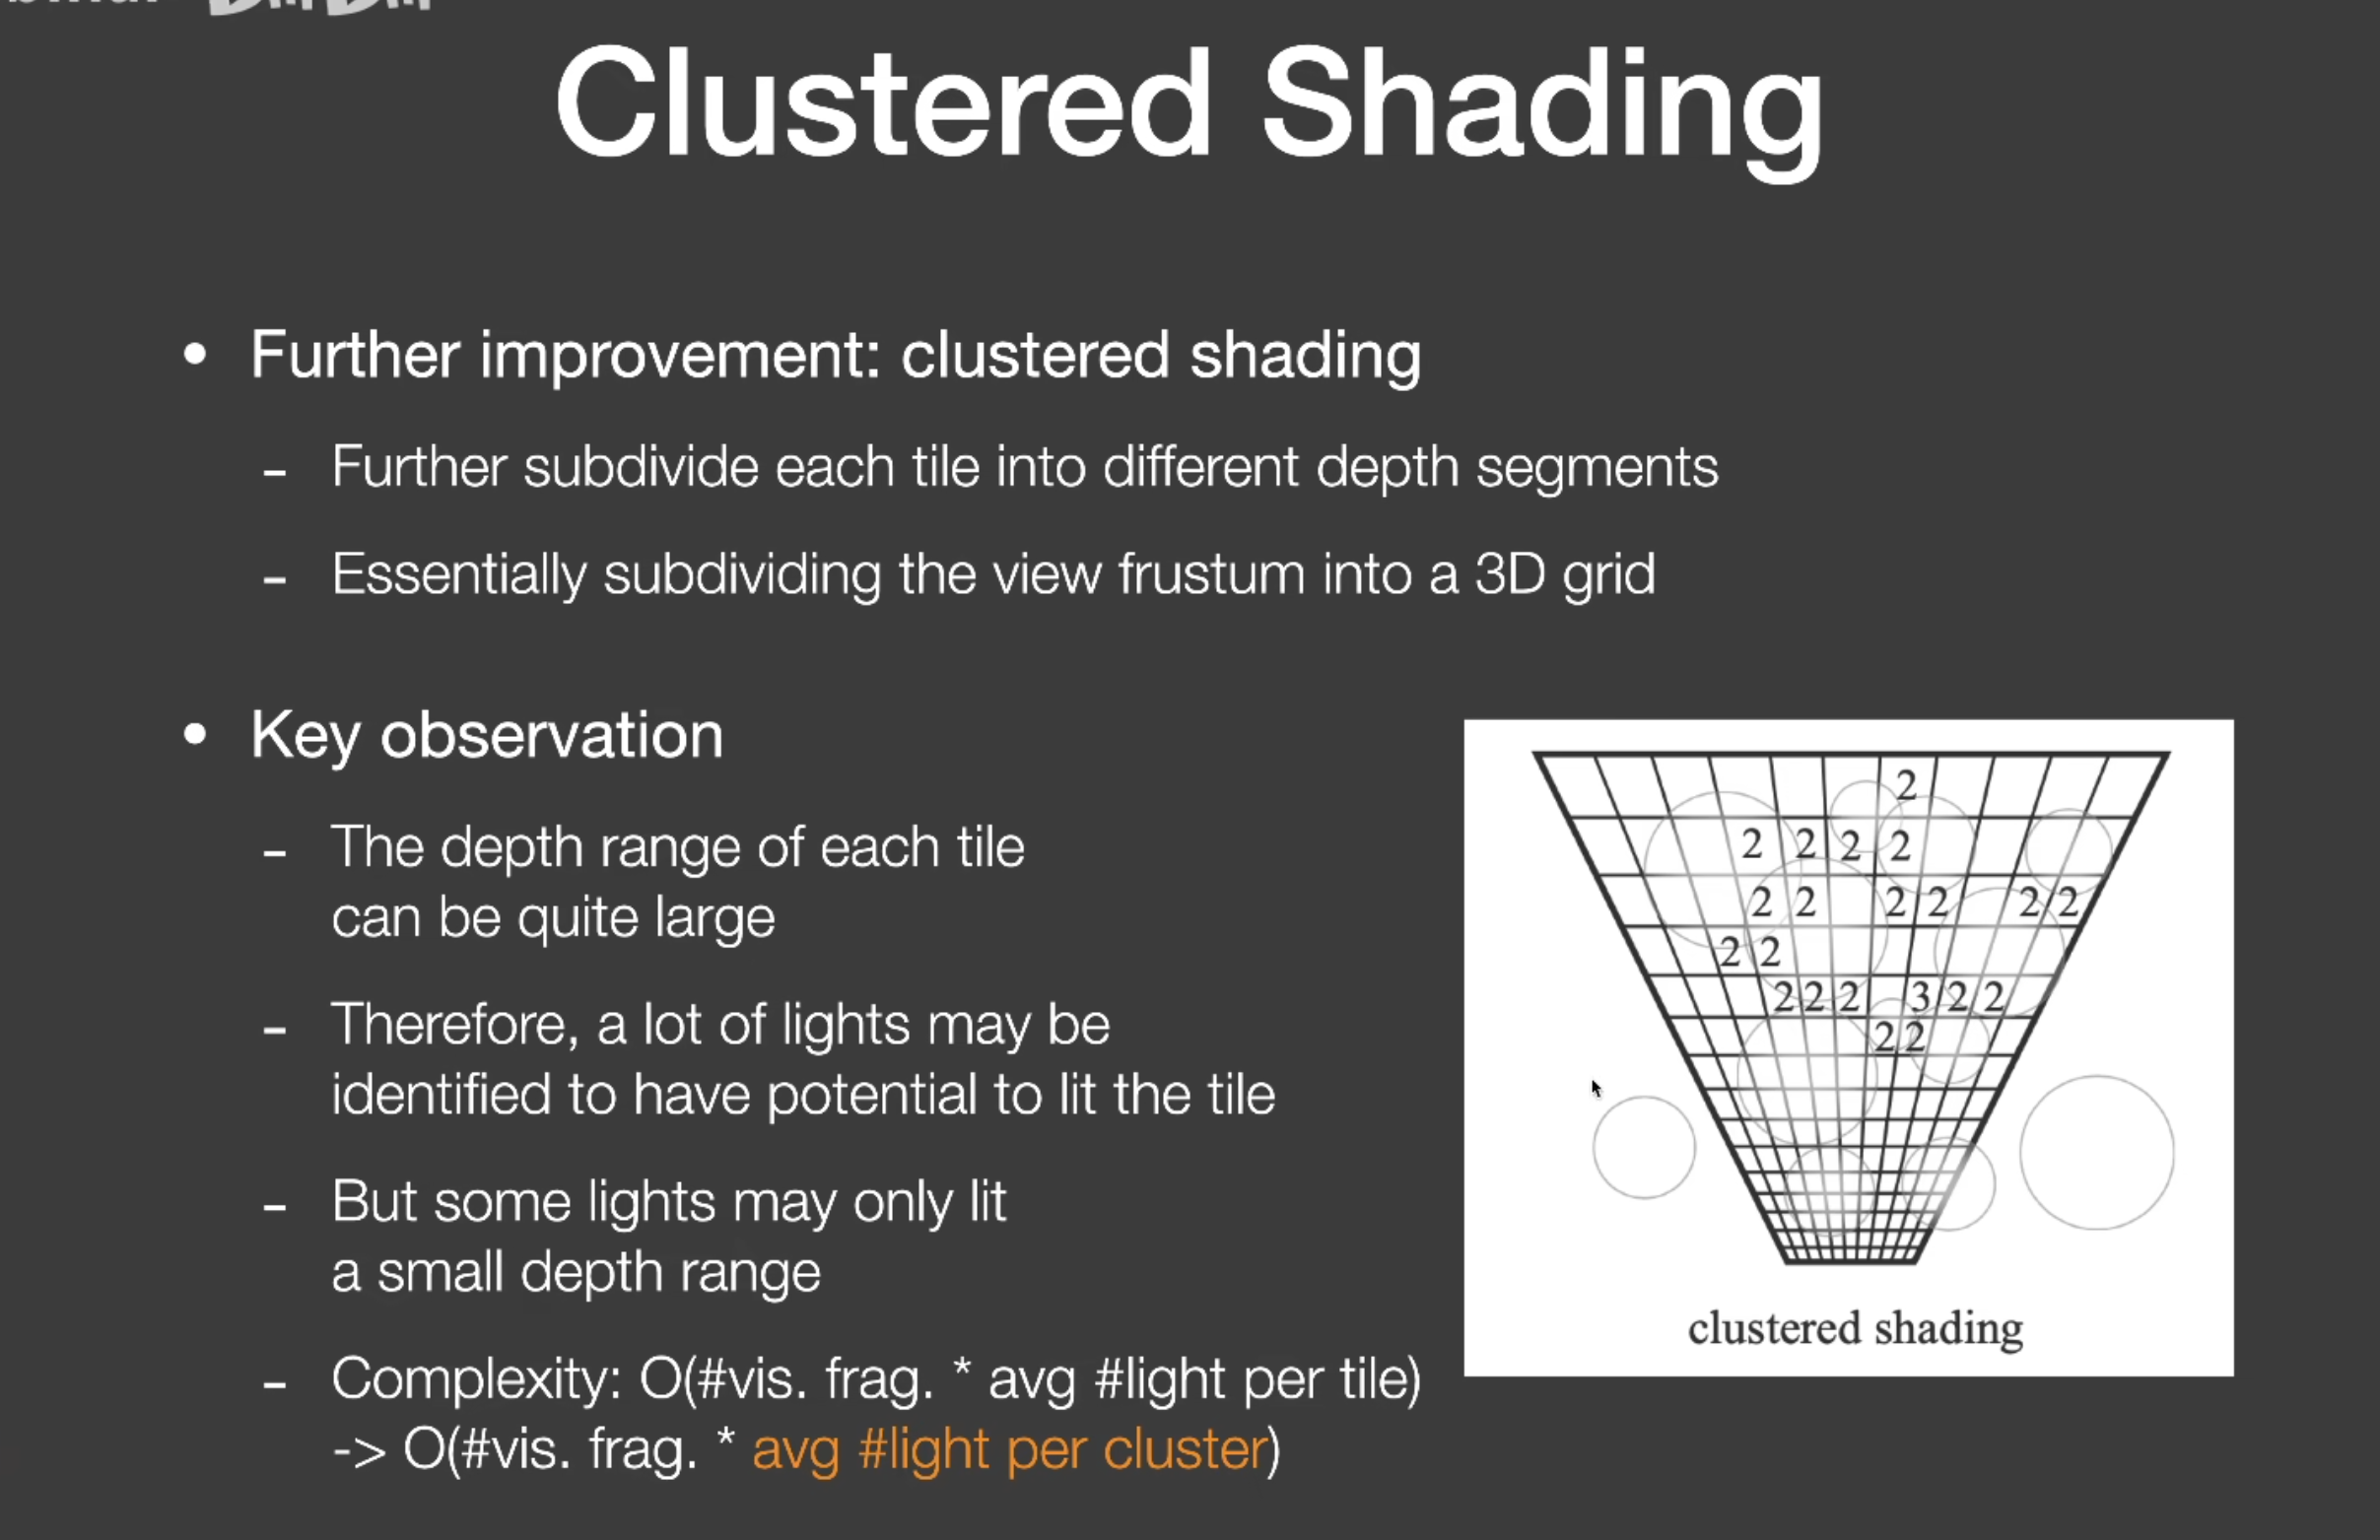 Clustered Shading
• Further improvement: clustered shading
- Further subdivide each tile into different depth segments
- Essentially subdividing the view frustum into a 3D grid
• Key observation
- The depth range of each tile
can be quite large
- Therefore, a lot of lights may be
identified to have potential to lit the tile
- But some lights may only lit
a small depth range
- Complexity: O(#vis. frag. * avg #light per tile)
-> O(#vis. frag. * avg #light per cluster)
2
2 2 2 2
2 2 2 2 2 2
2 2
2 2 2 3 2 2
2 2
clustered shading